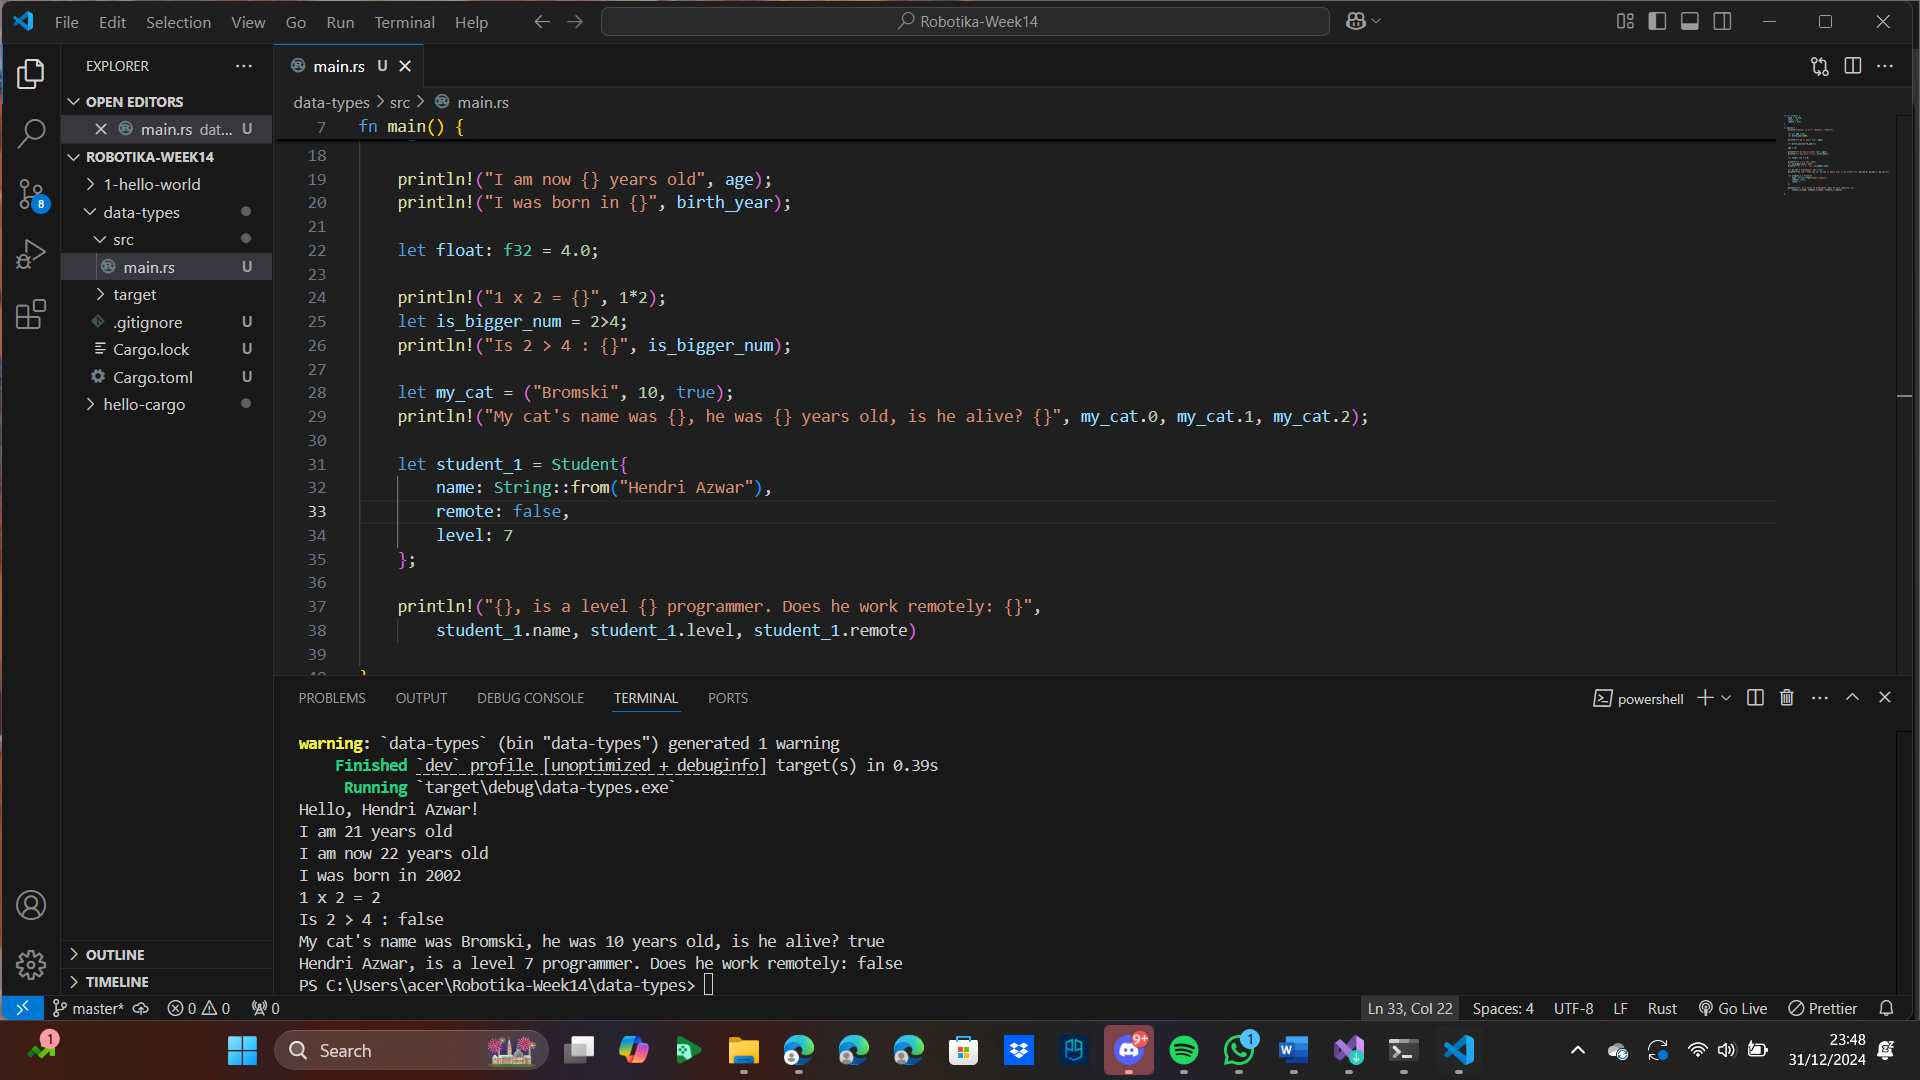 File Edit Selection View Go Run Terminal Help
Robotika-Week14
EXPLORER
OPEN EDITORS
main.rs dat... U
ROBOTIKA-WEEK14
1-hello-world
data-types
src
main.rs U
target
.gitignore U
Cargo.lock U
Cargo.toml U
hello-cargo
OUTLINE
TIMELINE
8
main.rs U
data-types > src > main.rs
7 fn main() {
18
19 println!("I am now {} years old", age);
20 println!("I was born in {}", birth_year);
21
22 let float: f32 = 4.0;
23
24 println!("1 x 2 = {}", 1*2);
25 let is_bigger_num = 2>4;
26 println!("Is 2 > 4 : {}", is_bigger_num);
27
28 let my_cat = ("Bromski", 10, true);
29 println!("My cat's name was {}, he was {} years old, is he alive? {}", my_cat.0, my_cat.1, my_cat.2);
30
31 let student_1 = Student{
32 name: String::from("Hendri Azwar"),
33 remote: false,
34 level: 7
35 };
36
37 println!("{}, is a level {} programmer. Does he work remotely: {}",
38 student_1.name, student_1.level, student_1.remote)
39
PROBLEMS OUTPUT DEBUG CONSOLE TERMINAL PORTS
powershell
warning: `data-types` (bin "data-types") generated 1 warning
Finished `dev` profile [unoptimized + debuginfo] target(s) in 0.39s
Running `target\debug\data-types.exe`
Hello, Hendri Azwar!
I am 21 years old
I am now 22 years old
I was born in 2002
1 x 2 = 2
Is 2 > 4 : false
My cat's name was Bromski, he was 10 years old, is he alive? true
Hendri Azwar, is a level 7 programmer. Does he work remotely: false
PS C:\Users\acer\Robotika-Week14\data-types>
master* 0 0 0
Ln 33, Col 22 Spaces: 4 UTF-8 LF Rust Go Live Prettier
1
Search
9+
1
23:48
31/12/2024